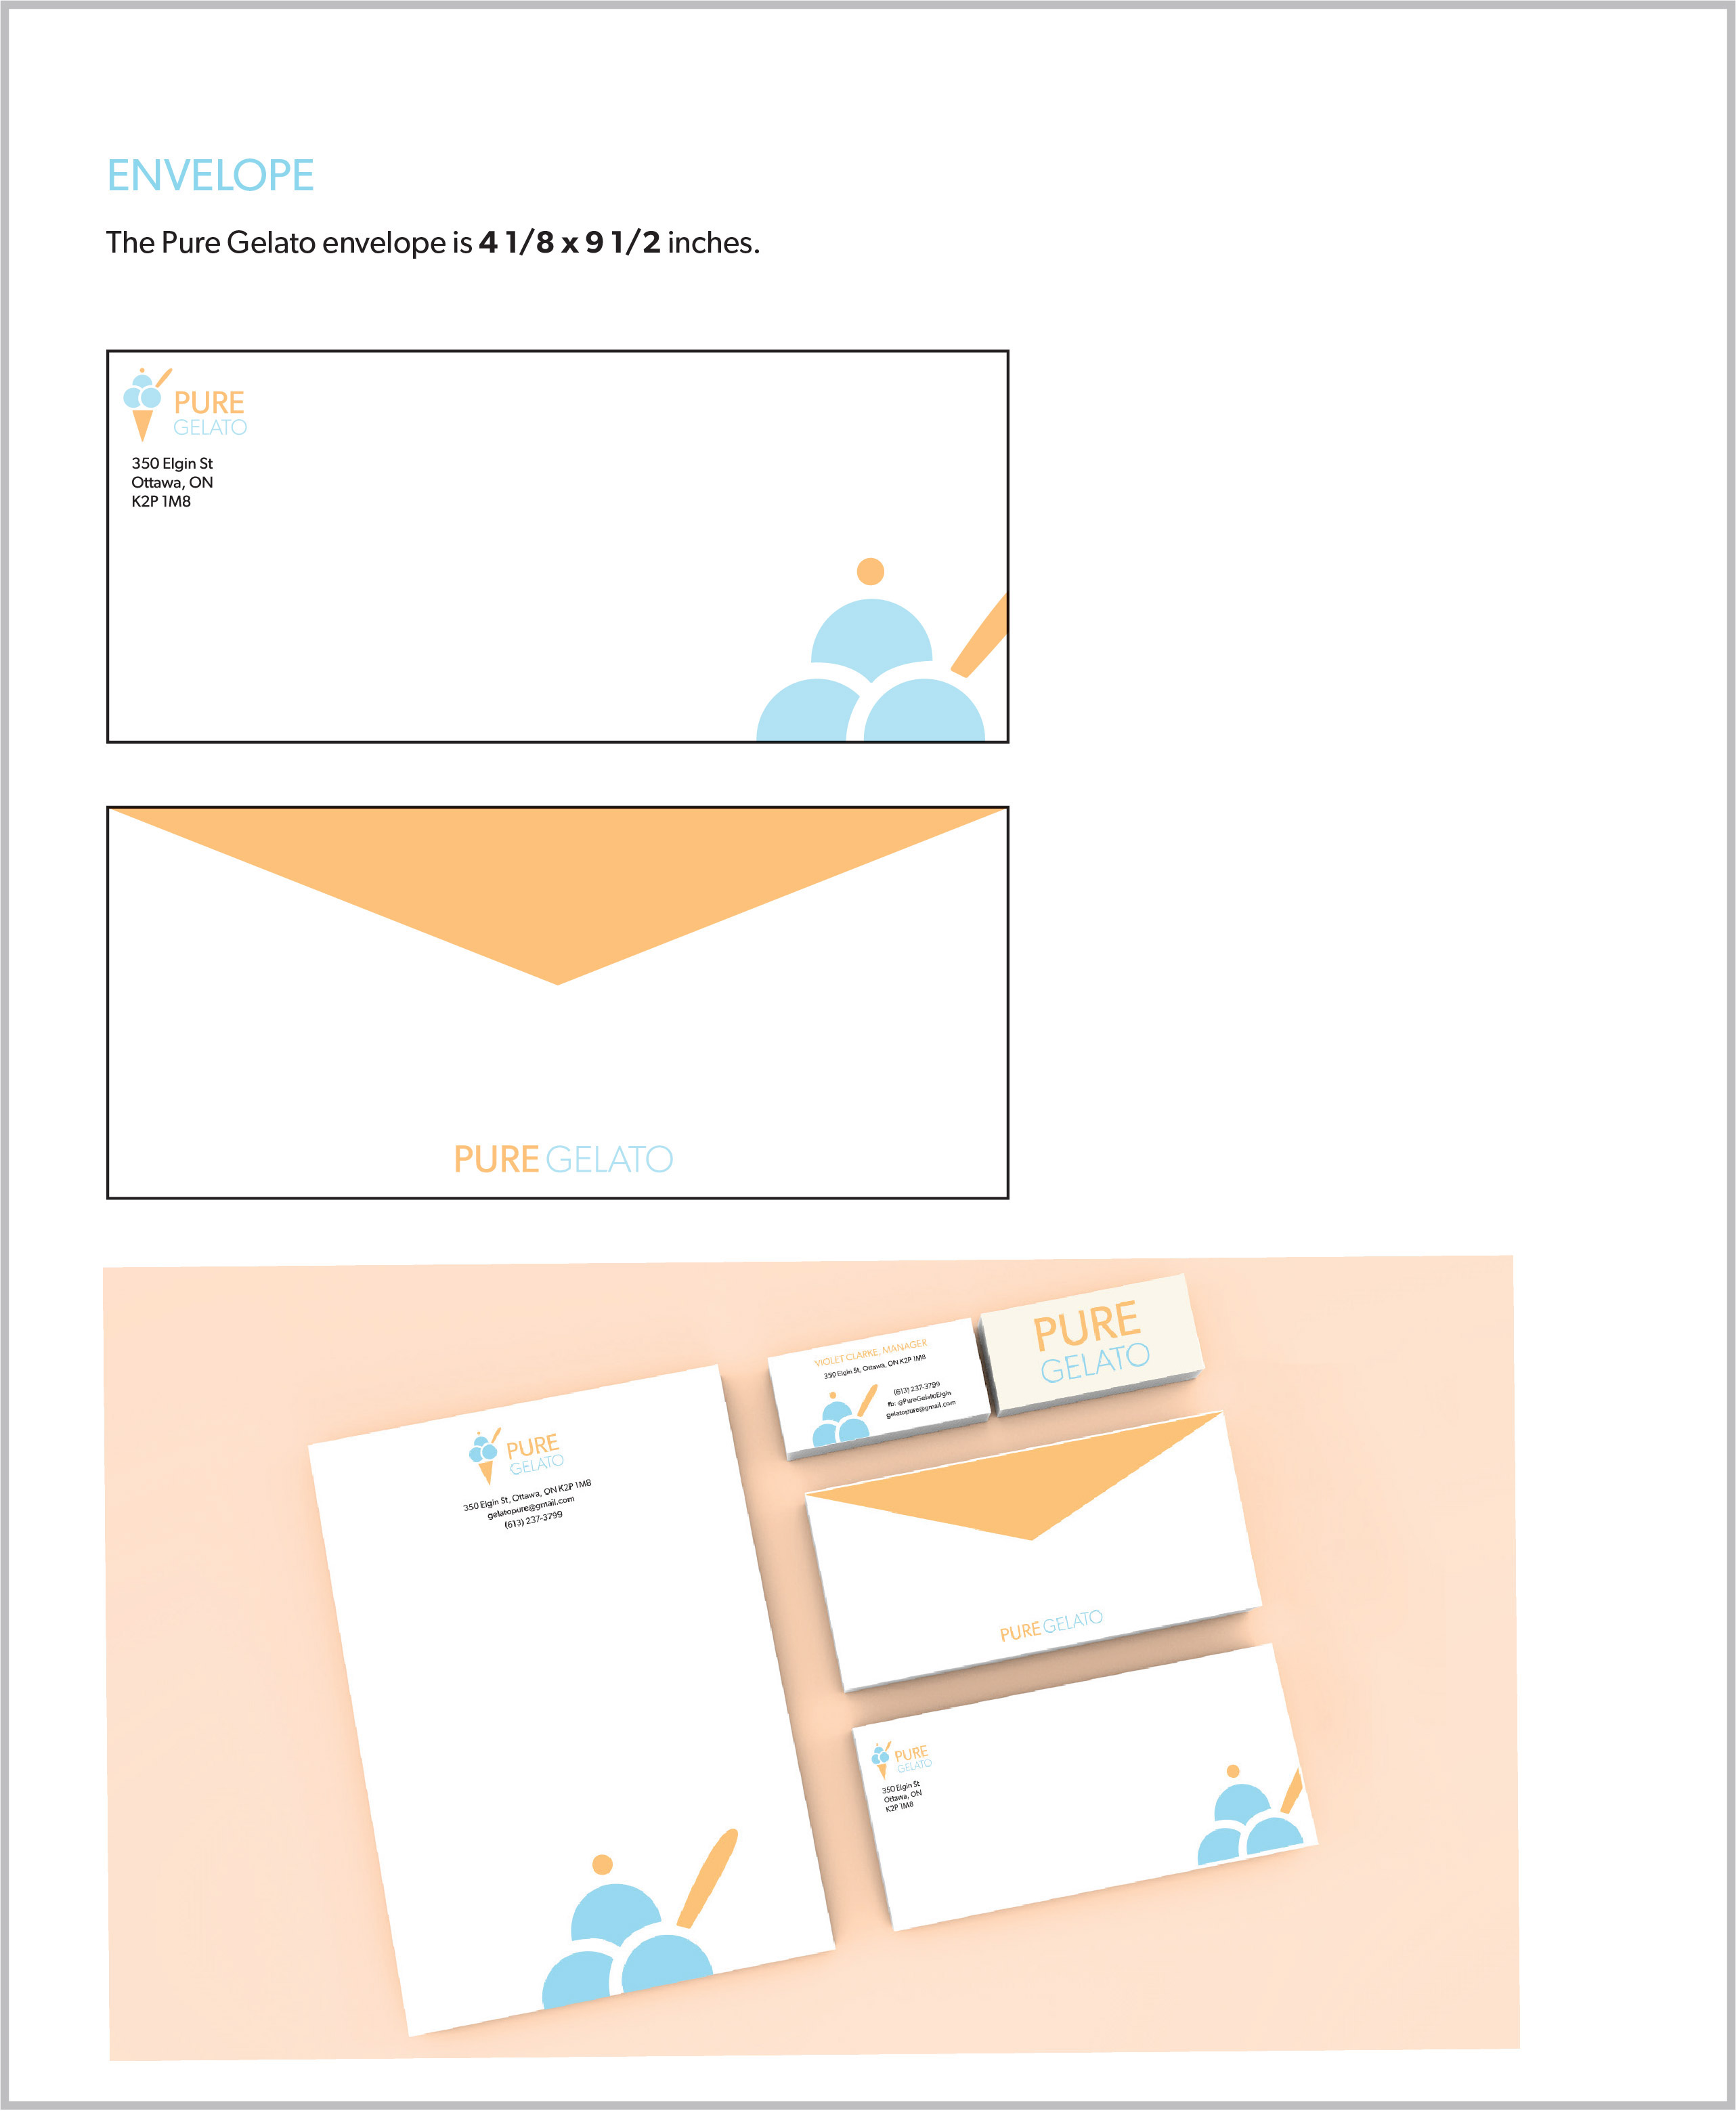 ENVELOPE
The Pure Gelato envelope is 4 1/8 x 9 1/2 inches.
PURE
GELATO
350 Elgin St
Ottawa, ON
K2P 1M8
PURE GELATO
PURE
GELATO
350 Elgin St, Ottawa, ON K2P 1M8
gelatopure@gmail.com
(613) 237-3799
VIOLET CLARKE, MANAGER
350 Elgin St, Ottawa, ON K2P 1M8
(613) 237-3799
fb: @PureGelatoElgin
gelatopure@gmail.com
PURE
GELATO
PURE GELATO
PURE
GELATO
350 Elgin St
Ottawa, ON
K2P 1M8